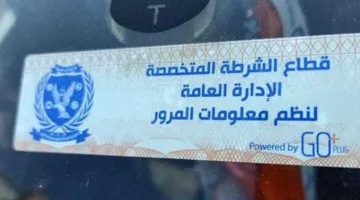 T
قطاع الشرطة المتخصصة
الإدارة العامة
لنظم معلومات المرور
Powered by GO+ PLUS